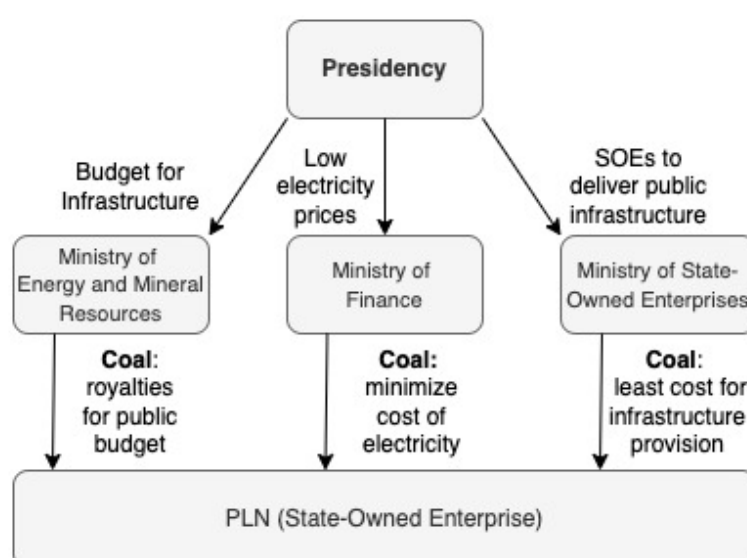 Presidency
Budget for
Infrastructure
Low
electricity
prices
SOEs to
deliver public
infrastructure
Ministry of
Energy and Mineral
Resources
Ministry of
Finance
Ministry of State-
Owned Enterprises
Coal:
royalties
for public
budget
Coal:
minimize
cost of
electricity
Coal:
least cost for
infrastructure
provision
PLN (State-Owned Enterprise)